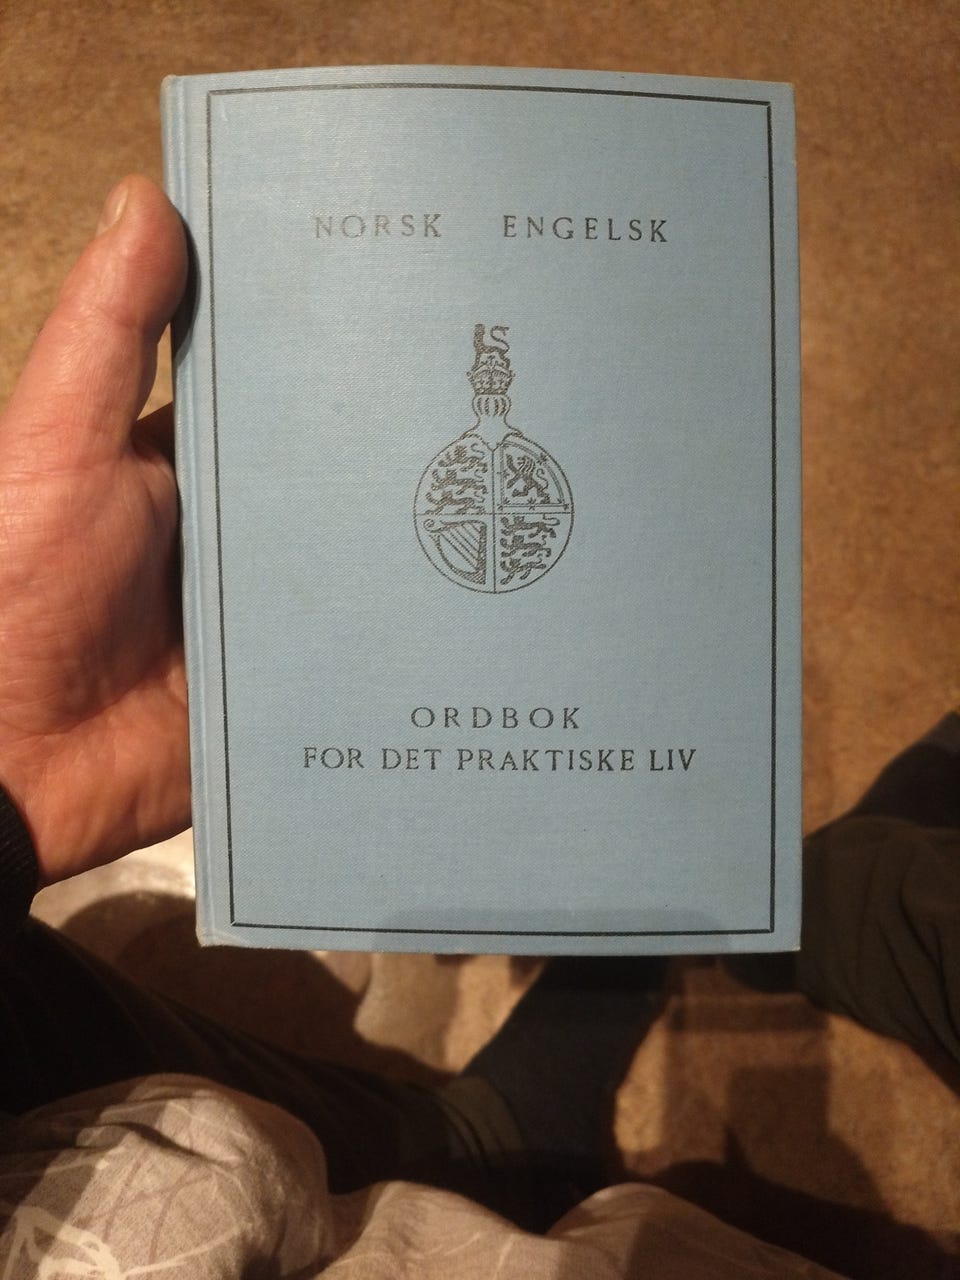 NORSK ENGELSK
ORDBOK
FOR DET PRAKTISKE LIV